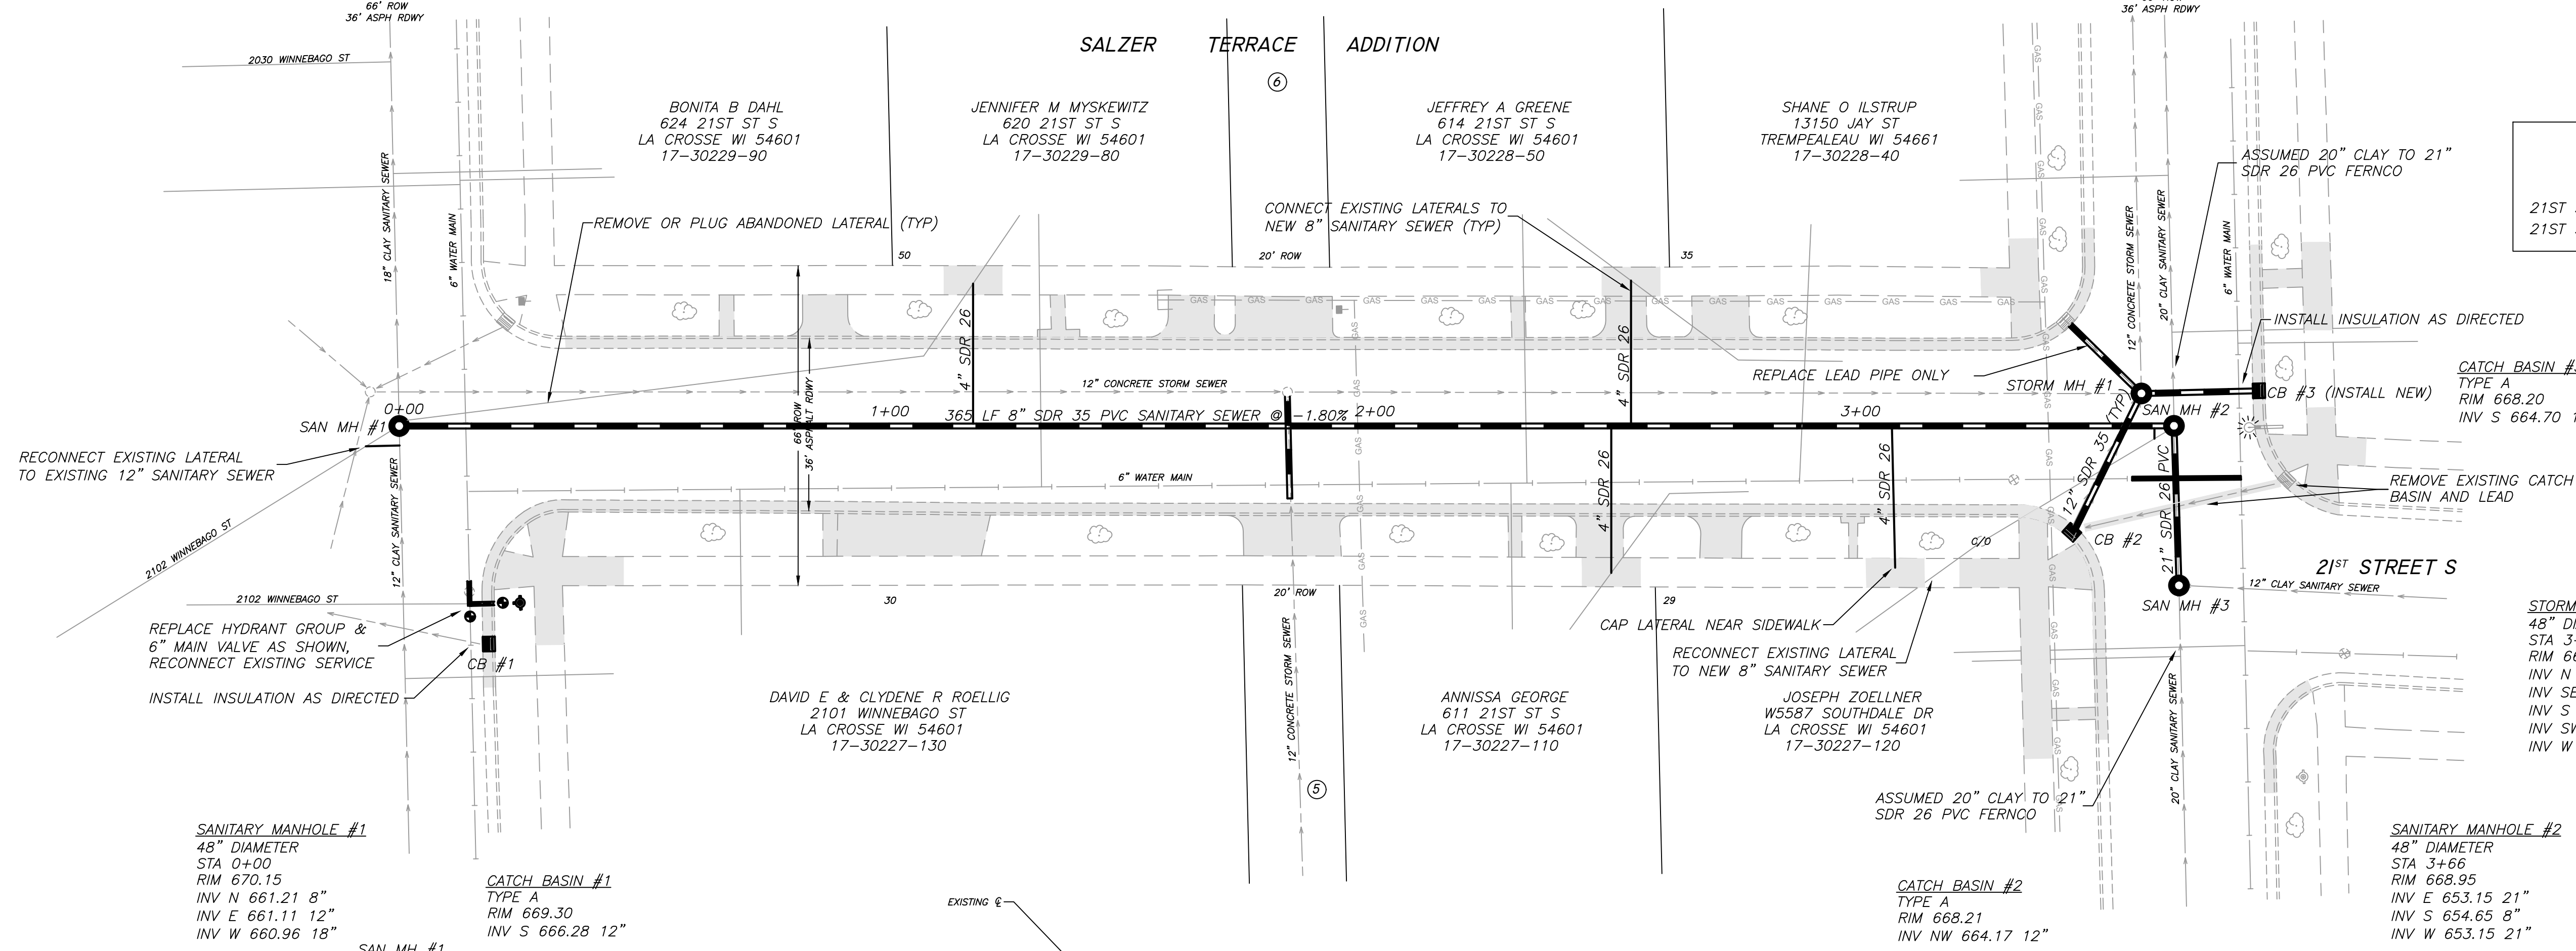 66' ROW
36' ASPH RDWY
36' ASPH RDWY
SALZER TERRACE ADDITION
6
2030 WINNEBAGO ST
BONITA B DAHL
624 21ST ST S
LA CROSSE WI 54601
17-30229-90
JENNIFER M MYSKEWITZ
620 21ST ST S
LA CROSSE WI 54601
17-30229-80
JEFFREY A GREENE
614 21ST ST S
LA CROSSE WI 54601
17-30228-50
SHANE O ILSTRUP
13150 JAY ST
TREMPEALEAU WI 54661
17-30228-40
ASSUMED 20" CLAY TO 21"
SDR 26 PVC FERNCO
21ST
21ST
18" CLAY SANITARY SEWER
6" WATER MAIN
REMOVE OR PLUG ABANDONED LATERAL (TYP)
CONNECT EXISTING LATERALS TO
NEW 8" SANITARY SEWER (TYP)
50
20' ROW
35
12" CONCRETE STORM SEWER
20" CLAY SANITARY SEWER
6" WATER MAIN
GAS GAS GAS GAS GAS GAS GAS GAS GAS GAS GAS GAS GAS GAS GAS
4" SDR 26
4" SDR 26
INSTALL INSULATION AS DIRECTED
12" CONCRETE STORM SEWER
REPLACE LEAD PIPE ONLY
STORM MH #1
CB #3 (INSTALL NEW)
SAN MH #2
CATCH BASIN #
TYPE A
RIM 668.20
INV S 664.70 1
0+00
1+00
365 LF 8" SDR 35 PVC SANITARY SEWER @ -1.80%
2+00
3+00
SAN MH #1
66' ROW
36' ASPHALT RDWY
RECONNECT EXISTING LATERAL
TO EXISTING 12" SANITARY SEWER
12" CLAY SANITARY SEWER
6" WATER MAIN
4" SDR 26
4" SDR 26
12" SDR 35 (TYP)
21" SDR 26 PVC
REMOVE EXISTING CATCH
BASIN AND LEAD
2102 WINNEBAGO ST
C/O
CB #2
21ST STREET S
12" CLAY SANITARY SEWER
SAN MH #3
2102 WINNEBAGO ST
30
20' ROW
29
REPLACE HYDRANT GROUP &
6" MAIN VALVE AS SHOWN,
RECONNECT EXISTING SERVICE
CB #1
INSTALL INSULATION AS DIRECTED
12" CONCRETE STORM SEWER
CAP LATERAL NEAR SIDEWALK
RECONNECT EXISTING LATERAL
TO NEW 8" SANITARY SEWER
DAVID E & CLYDENE R ROELLIG
2101 WINNEBAGO ST
LA CROSSE WI 54601
17-30227-130
ANNISSA GEORGE
611 21ST ST S
LA CROSSE WI 54601
17-30227-110
JOSEPH ZOELLNER
W5587 SOUTHDALE DR
LA CROSSE WI 54601
17-30227-120
STORM
48" DI
STA 3+
RIM 66
INV N
INV SE
INV S
INV SW
INV W
5
20" CLAY SANITARY SEWER
ASSUMED 20" CLAY TO 21"
SDR 26 PVC FERNCO
SANITARY MANHOLE #1
48" DIAMETER
STA 0+00
RIM 670.15
INV N 661.21 8"
INV E 661.11 12"
INV W 660.96 18"
SAN MH #1
CATCH BASIN #1
TYPE A
RIM 669.30
INV S 666.28 12"
EXISTING ℄
CATCH BASIN #2
TYPE A
RIM 668.21
INV NW 664.17 12"
SANITARY MANHOLE #2
48" DIAMETER
STA 3+66
RIM 668.95
INV E 653.15 21"
INV S 654.65 8"
INV W 653.15 21"